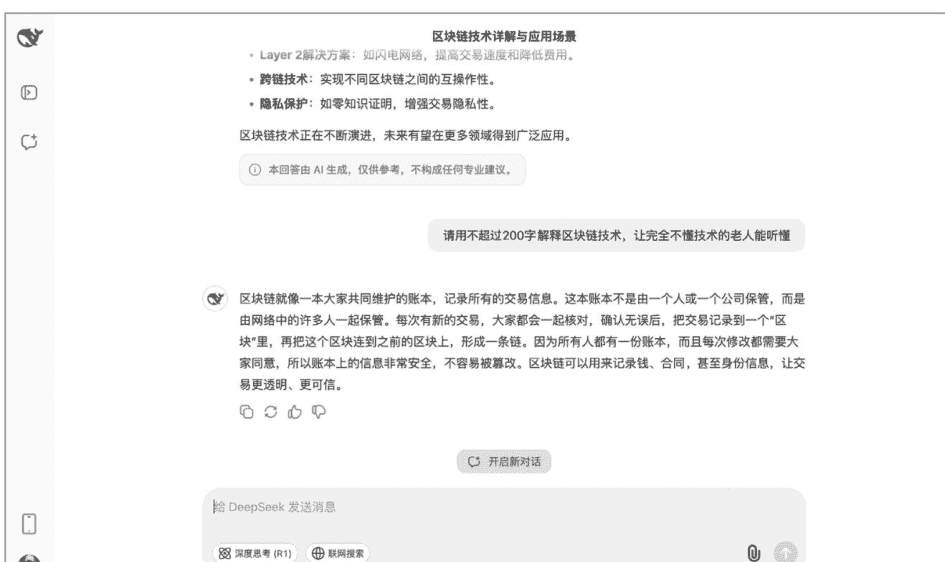 区块链技术详解与应用场景
• Layer 2解决方案：如闪电网络，提高交易速度和降低费用。
• 跨链技术：实现不同区块链之间的互操作性。
• 隐私保护：如零知识证明，增强交易隐私性。
区块链技术正在不断演进，未来有望在更多领域得到广泛应用。
本回答由 AI 生成，仅供参考，不构成任何专业建议。
请用不超过200字解释区块链技术，让完全不懂技术的老人能听懂
区块链就像一本大家共同维护的账本，记录所有的交易信息。这本账本不是由一个人或一个公司保管，而是
由网络中的许多人一起保管。每次有新的交易，大家都会一起核对，确认无误后，把交易记录到一个“区
块”里，再把这个区块连到之前的区块上，形成一条链。因为所有人都有一份账本，而且每次修改都需要大
家同意，所以账本上的信息非常安全，不容易被篡改。区块链可以用来记录钱、合同，甚至身份信息，让交
易更透明、更可信。
开启新对话
给 DeepSeek 发送消息
深度思考 (R1) 联网搜索